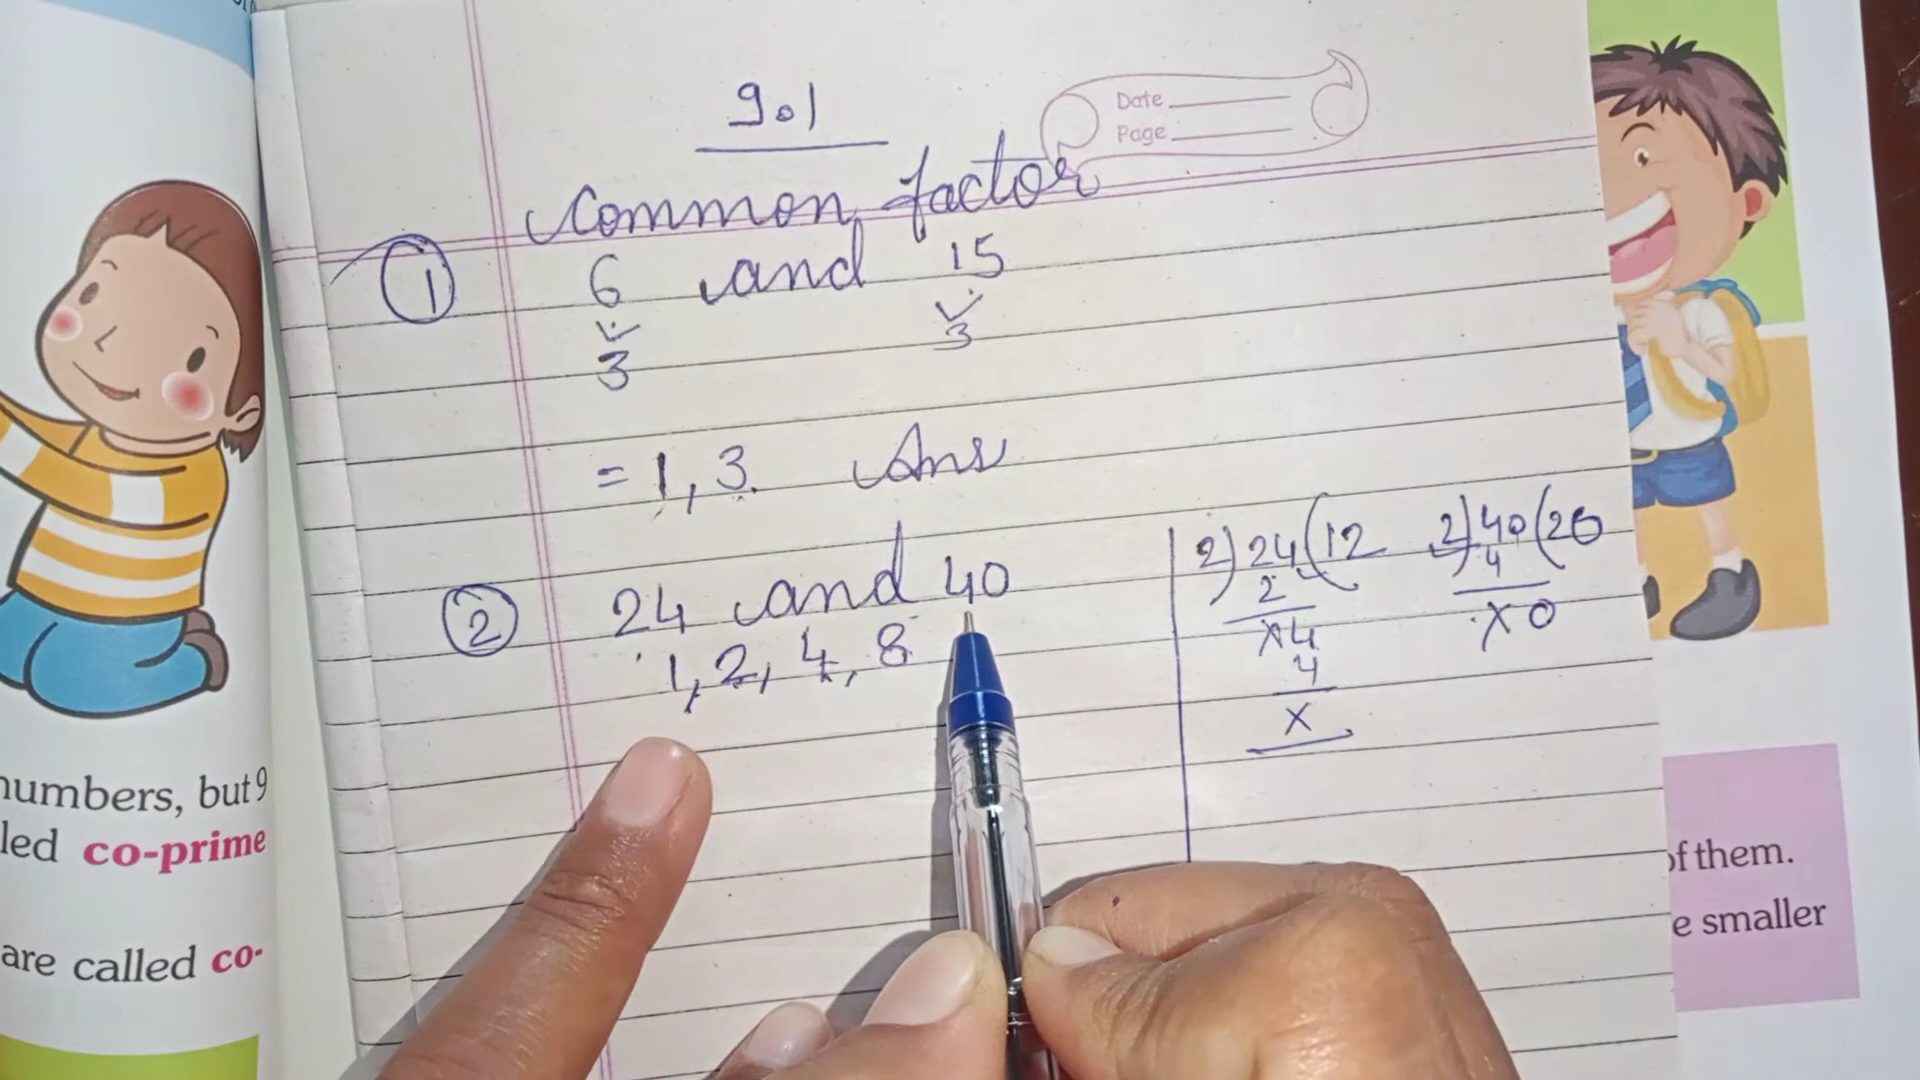 9.1
Date
Page
Common factor
1 6 and 15
3 3
= 1, 3. Ans
2 24 and 40
1, 2, 4, 8
2) 24 (12
2
x4
4
x
2) 40 (20
4
x 0
numbers, but 9
led co-prime
are called co-
of them.
e smaller